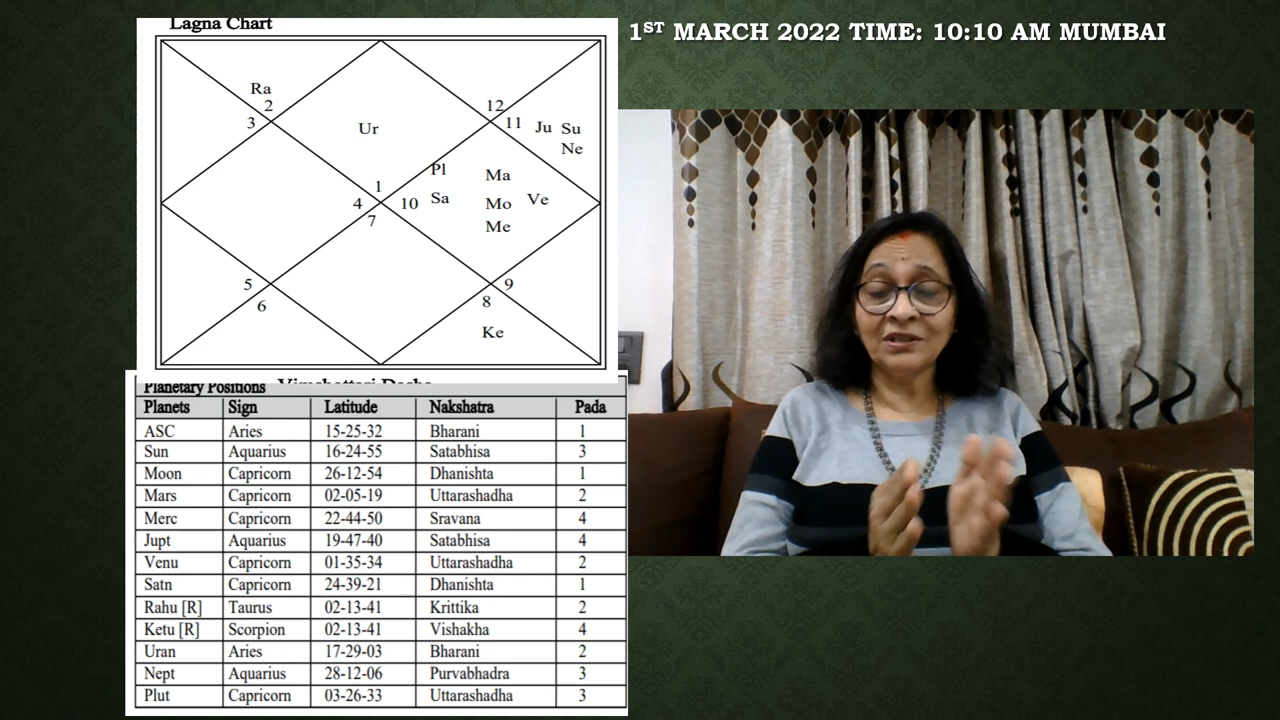 Lagna Chart
1ST MARCH 2022 TIME: 10:10 AM MUMBAI
Ra
2
3
Ur
12
11 Ju Su
Ne
Pl
Ma
1
4
10 Sa
Mo Ve
7
Me
5
6
9
8
Ke
Planetary Positions Vimshottari Dasha
Planets Sign Latitude Nakshatra Pada
ASC Aries 15-25-32 Bharani 1
Sun Aquarius 16-24-55 Satabhisa 3
Moon Capricorn 26-12-54 Dhanishta 1
Mars Capricorn 02-05-19 Uttarashadha 2
Merc Capricorn 22-44-50 Sravana 4
Jupt Aquarius 19-47-40 Satabhisa 4
Venu Capricorn 01-35-34 Uttarashadha 2
Satn Capricorn 24-39-21 Dhanishta 1
Rahu [R] Taurus 02-13-41 Krittika 2
Ketu [R] Scorpion 02-13-41 Vishakha 4
Uran Aries 17-29-03 Bharani 2
Nept Aquarius 28-12-06 Purvabhadra 3
Plut Capricorn 03-26-33 Uttarashadha 3